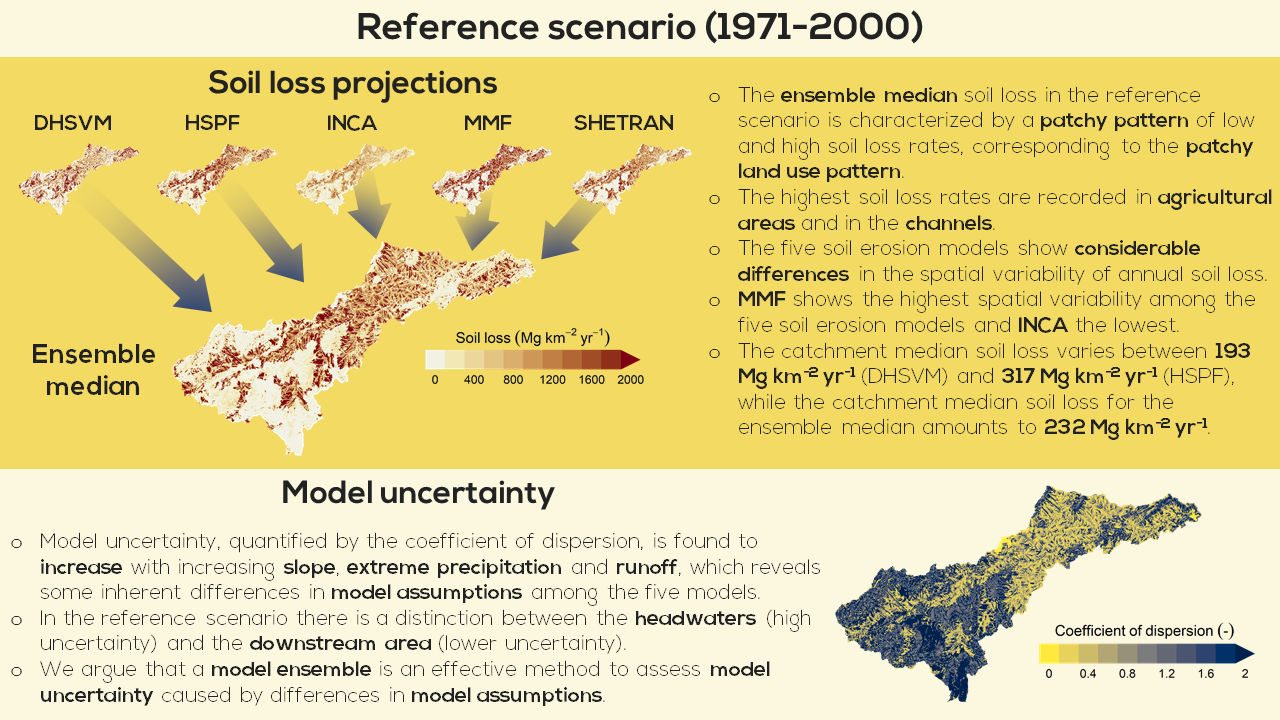 Reference scenario (1971-2000)
Soil loss projections
DHSVM
HSPF
INCA
MMF
SHETRAN
Ensemble
median
Soil loss (Mg km⁻² yr⁻¹)
0 400 800 1200 1600 2000
o The ensemble median soil loss in the reference
scenario is characterized by a patchy pattern of low
and high soil loss rates, corresponding to the patchy
land use pattern.
o The highest soil loss rates are recorded in agricultural
areas and in the channels.
o The five soil erosion models show considerable
differences in the spatial variability of annual soil loss.
o MMF shows the highest spatial variability among the
five soil erosion models and INCA the lowest.
o The catchment median soil loss varies between 193
Mg km⁻² yr⁻¹ (DHSVM) and 317 Mg km⁻² yr⁻¹ (HSPF),
while the catchment median soil loss for the
ensemble median amounts to 232 Mg km⁻² yr⁻¹.
Model uncertainty
o Model uncertainty, quantified by the coefficient of dispersion, is found to
increase with increasing slope, extreme precipitation and runoff, which reveals
some inherent differences in model assumptions among the five models.
o In the reference scenario there is a distinction between the headwaters (high
uncertainty) and the downstream area (lower uncertainty).
o We argue that a model ensemble is an effective method to assess model
uncertainty caused by differences in model assumptions.
Coefficient of dispersion (-)
0 0.4 0.8 1.2 1.6 2